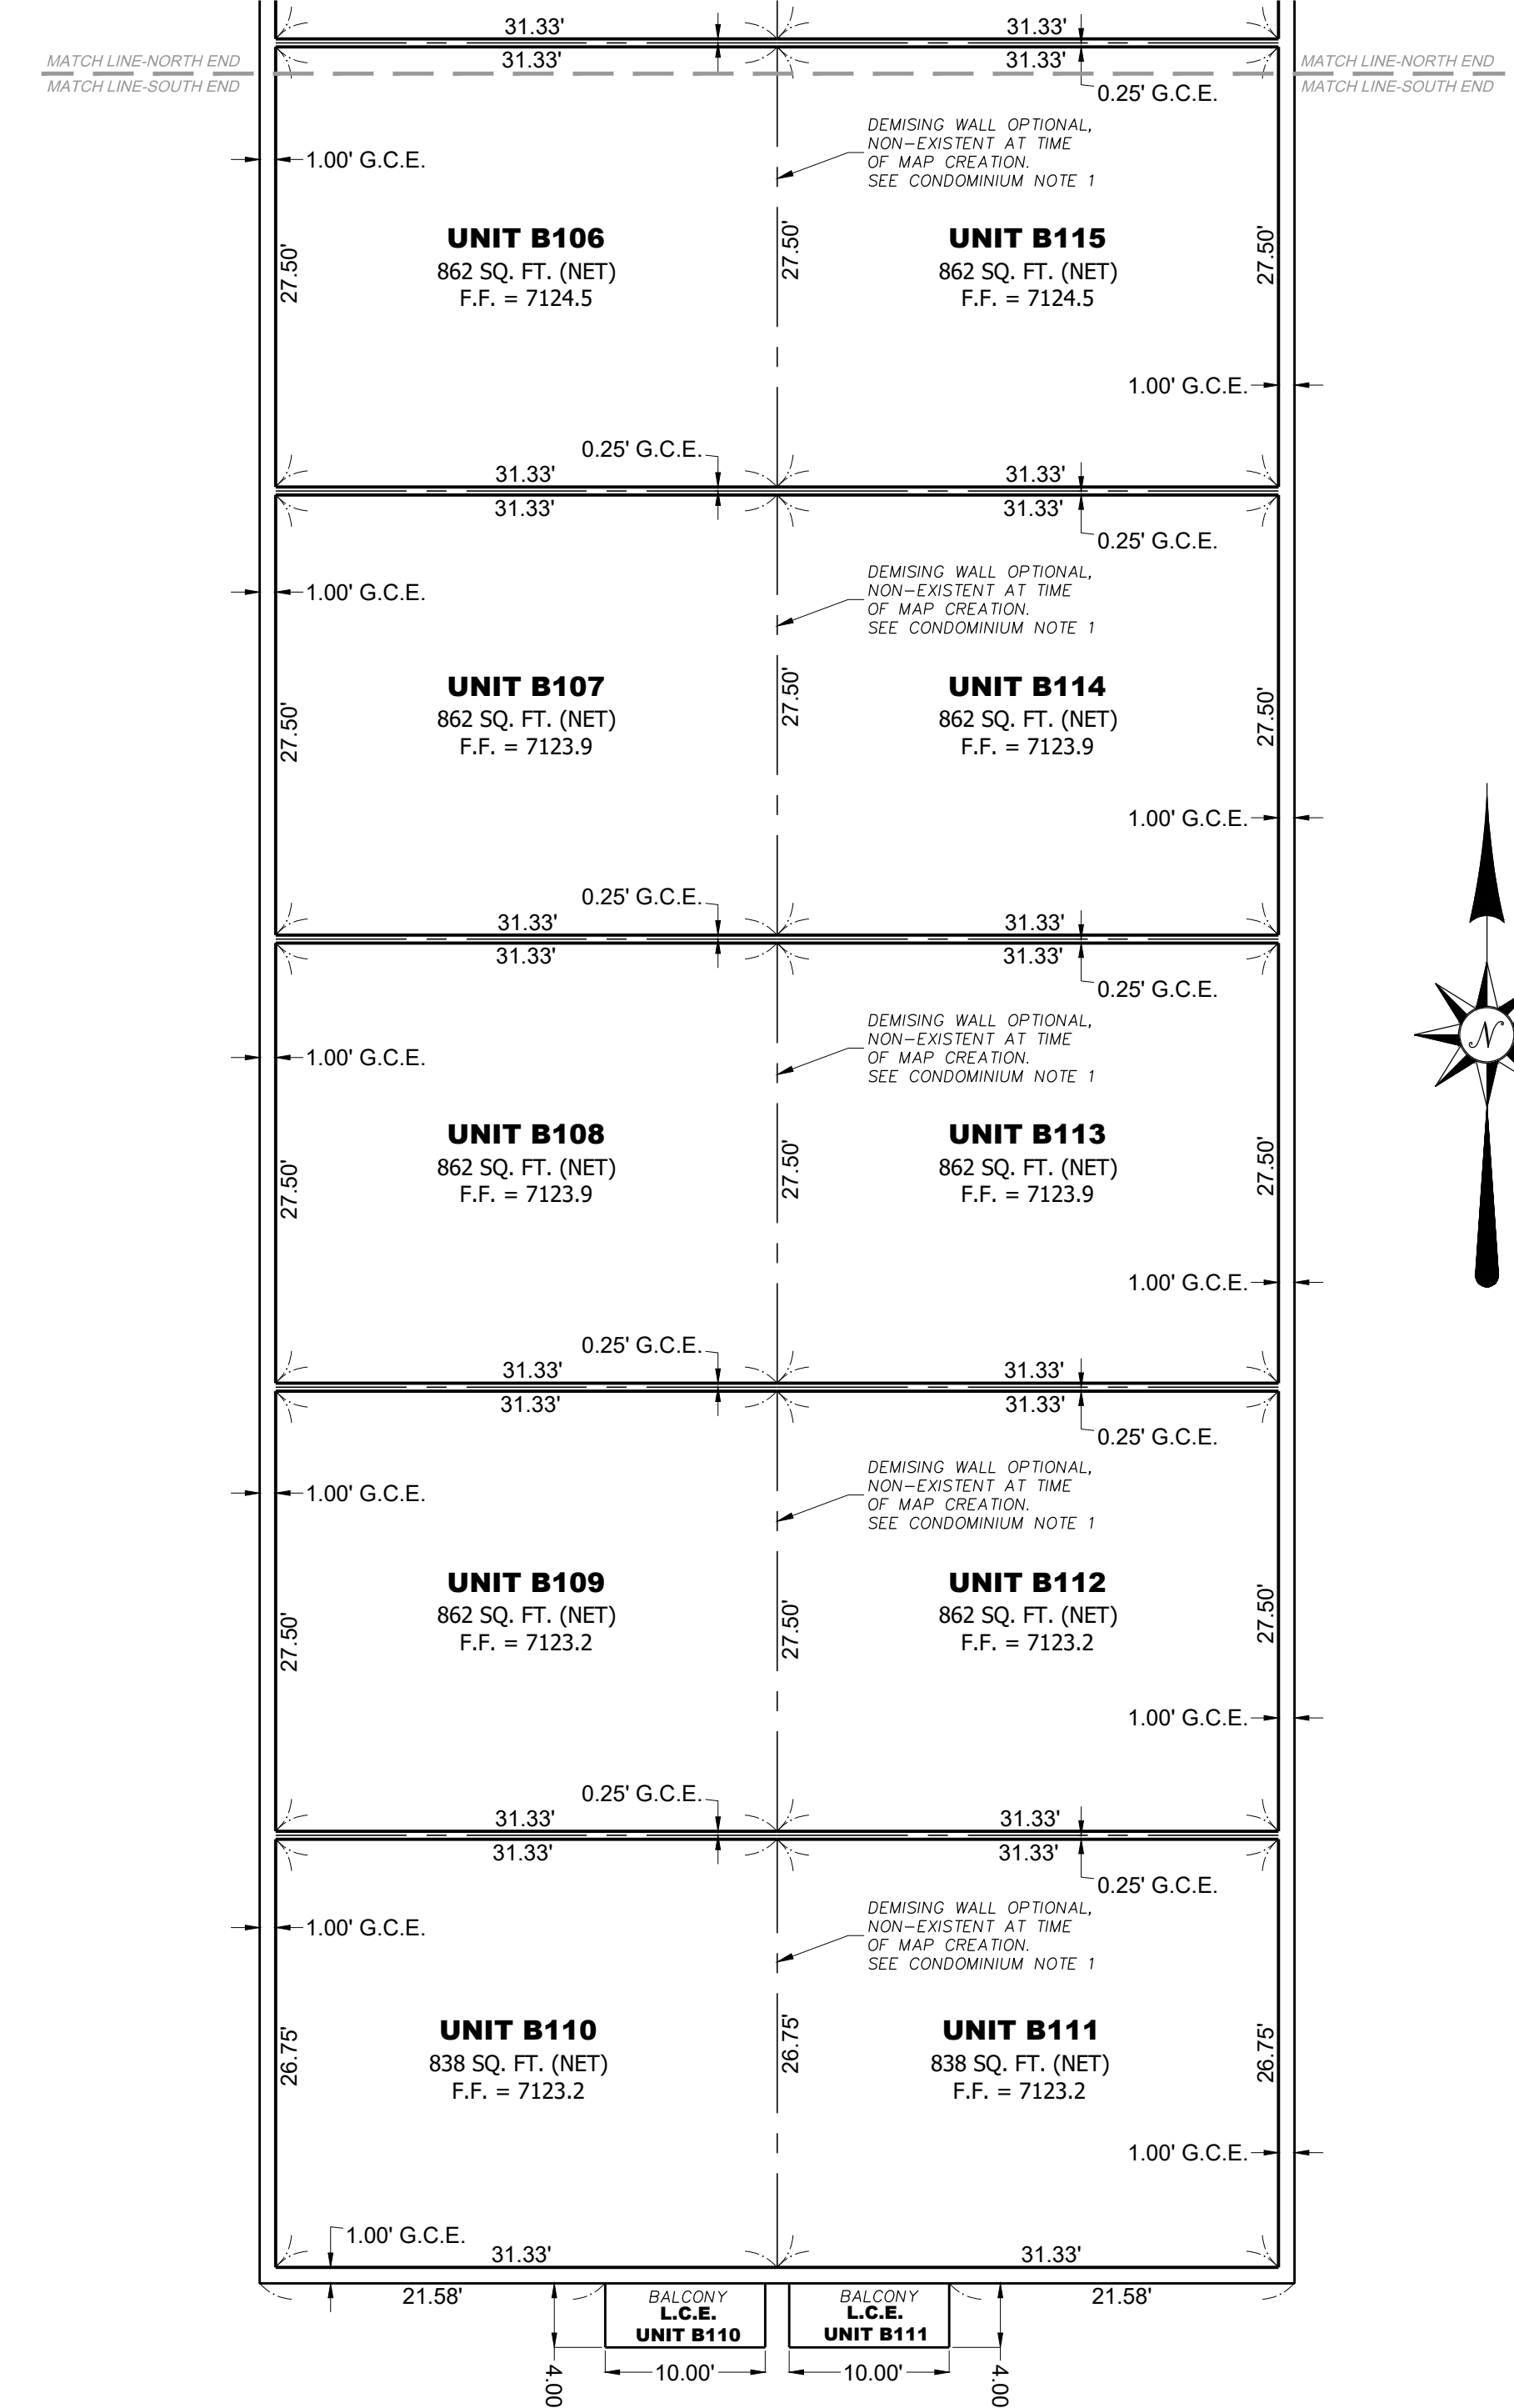 31.33' 31.33'
MATCH LINE-NORTH END 31.33' 31.33' MATCH LINE-NORTH END
MATCH LINE-SOUTH END MATCH LINE-SOUTH END
0.25' G.C.E.
DEMISING WALL OPTIONAL,
NON-EXISTENT AT TIME
OF MAP CREATION.
SEE CONDOMINIUM NOTE 1
1.00' G.C.E.
UNIT B106 UNIT B115
862 SQ. FT. (NET) 862 SQ. FT. (NET)
F.F. = 7124.5 F.F. = 7124.5
27.50' 27.50' 27.50'
1.00' G.C.E.
0.25' G.C.E.
31.33' 31.33'
31.33' 31.33'
0.25' G.C.E.
DEMISING WALL OPTIONAL,
NON-EXISTENT AT TIME
OF MAP CREATION.
SEE CONDOMINIUM NOTE 1
1.00' G.C.E.
UNIT B107 UNIT B114
862 SQ. FT. (NET) 862 SQ. FT. (NET)
F.F. = 7123.9 F.F. = 7123.9
27.50' 27.50' 27.50'
1.00' G.C.E.
0.25' G.C.E.
31.33' 31.33'
31.33' 31.33'
0.25' G.C.E.
DEMISING WALL OPTIONAL,
NON-EXISTENT AT TIME
OF MAP CREATION.
SEE CONDOMINIUM NOTE 1
1.00' G.C.E.
N
UNIT B108 UNIT B113
862 SQ. FT. (NET) 862 SQ. FT. (NET)
F.F. = 7123.9 F.F. = 7123.9
27.50' 27.50' 27.50'
1.00' G.C.E.
0.25' G.C.E.
31.33' 31.33'
31.33' 31.33'
0.25' G.C.E.
DEMISING WALL OPTIONAL,
NON-EXISTENT AT TIME
OF MAP CREATION.
SEE CONDOMINIUM NOTE 1
1.00' G.C.E.
UNIT B109 UNIT B112
862 SQ. FT. (NET) 862 SQ. FT. (NET)
F.F. = 7123.2 F.F. = 7123.2
27.50' 27.50' 27.50'
1.00' G.C.E.
0.25' G.C.E.
31.33' 31.33'
31.33' 31.33'
0.25' G.C.E.
DEMISING WALL OPTIONAL,
NON-EXISTENT AT TIME
OF MAP CREATION.
SEE CONDOMINIUM NOTE 1
1.00' G.C.E.
UNIT B110 UNIT B111
838 SQ. FT. (NET) 838 SQ. FT. (NET)
F.F. = 7123.2 F.F. = 7123.2
26.75' 26.75' 26.75'
1.00' G.C.E.
1.00' G.C.E.
31.33' 31.33'
21.58' BALCONY BALCONY 21.58'
L.C.E. L.C.E.
UNIT B110 UNIT B111
4.00 10.00' 10.00' 4.00